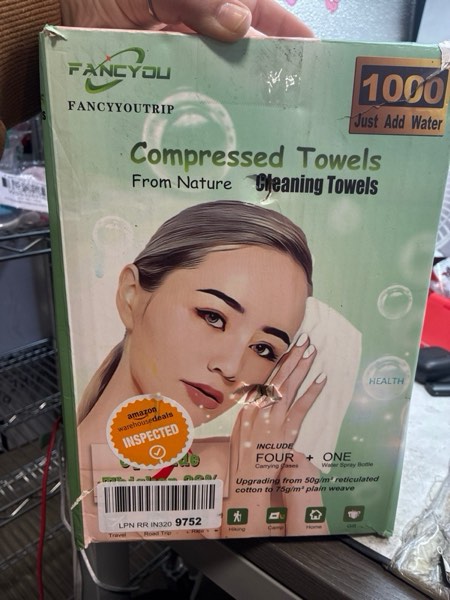 FANCYOU
FANCYYOUTRIP
1000
Just Add Water
Compressed Towels
From Nature Cleaning Towels
HEALTH
amazon
warehousedeals
INSPECTED
INCLUDE
FOUR + ONE
Carrying Cases Water Spray Bottle
Upgrading from 50g/m² reticulated
cotton to 75g/m² plain weave
LPN RR IN320 9752
Travel Road Trip Hiking Camp Home Gift